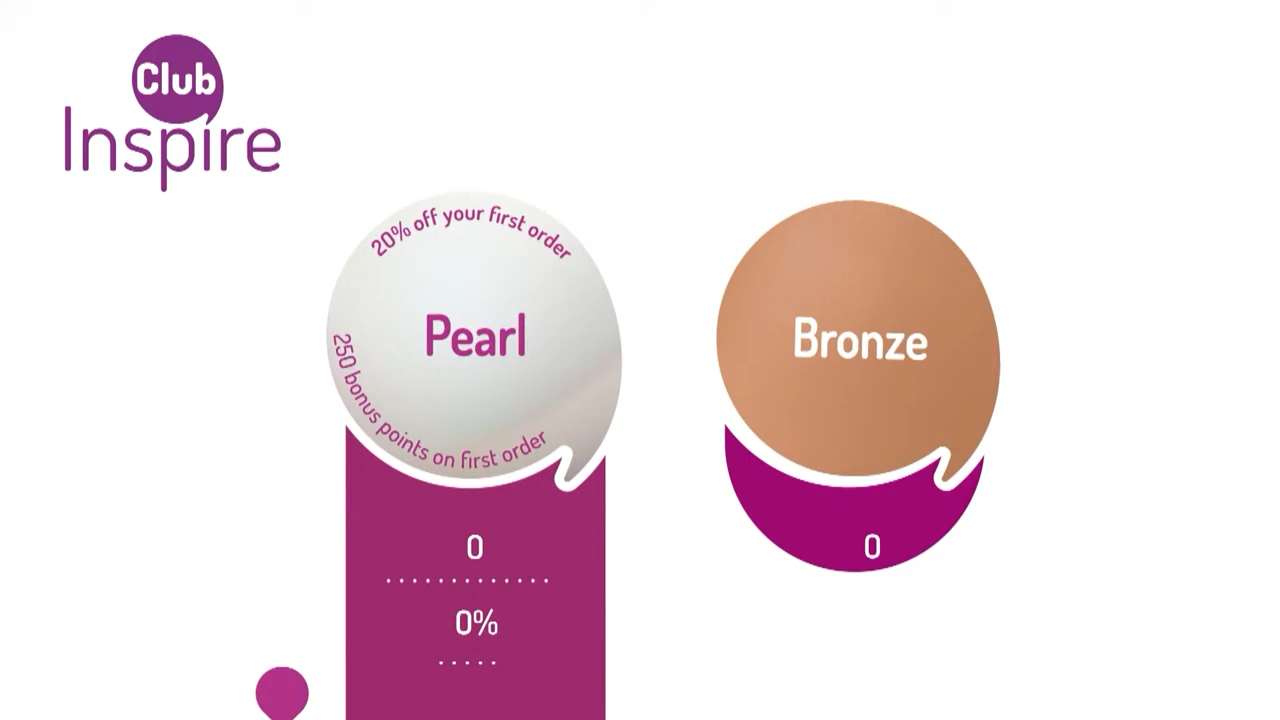 Club
Inspire
20% off your first order
Pearl
250 bonus points on first order
0
0%
Bronze
0